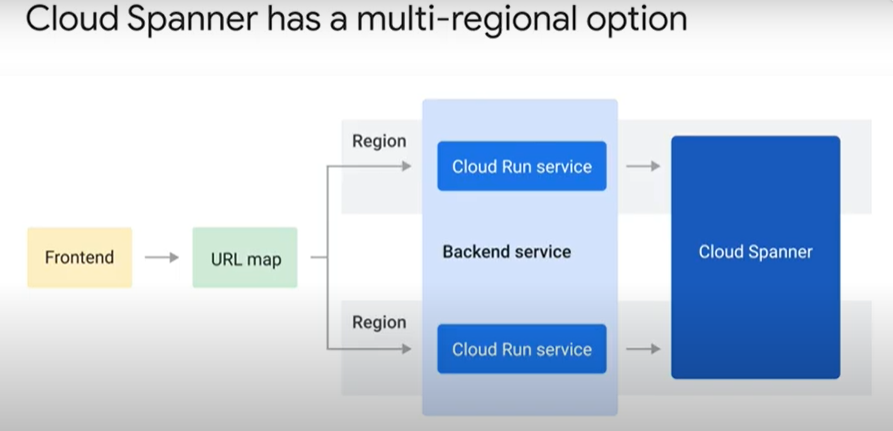 Cloud Spanner has a multi-regional option
Region
Cloud Run service
Frontend
URL map
Backend service
Cloud Spanner
Region
Cloud Run service